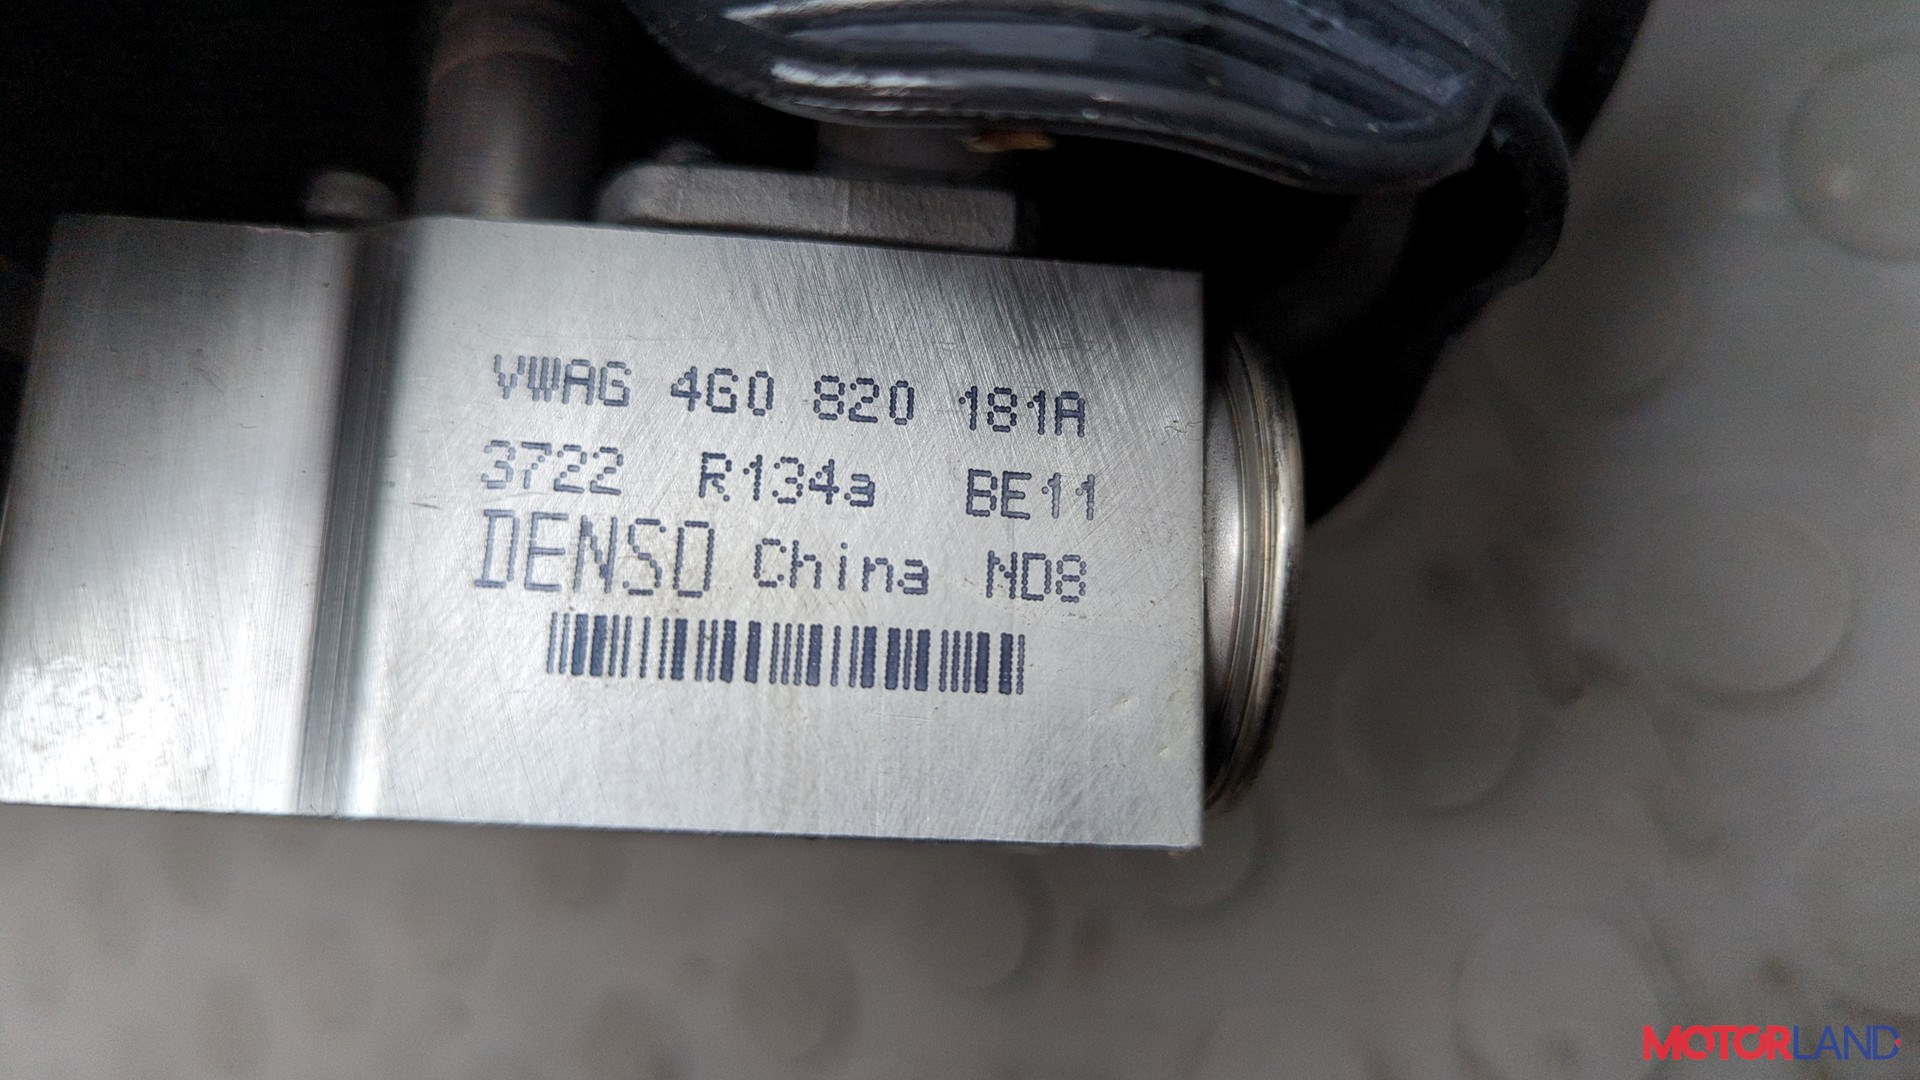 VWAG 4G0 820 181A
3722 R134a BE11
DENSO China ND8
MOTORLAND